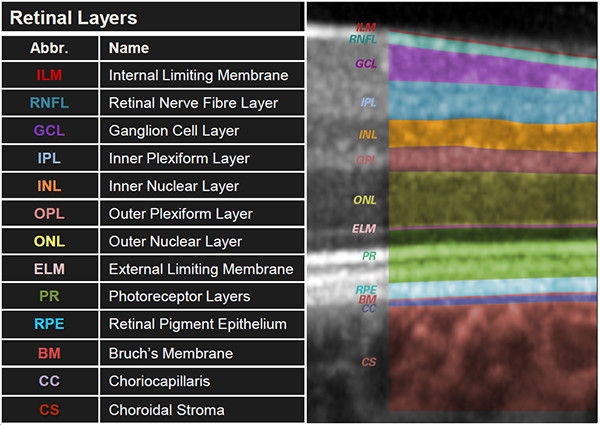 Retinal Layers
Abbr. Name
ILM Internal Limiting Membrane
RNFL Retinal Nerve Fibre Layer
GCL Ganglion Cell Layer
IPL Inner Plexiform Layer
INL Inner Nuclear Layer
OPL Outer Plexiform Layer
ONL Outer Nuclear Layer
ELM External Limiting Membrane
PR Photoreceptor Layers
RPE Retinal Pigment Epithelium
BM Bruch's Membrane
CC Choriocapillaris
CS Choroidal Stroma
ILM
RNFL
GCL
IPL
INL
OPL
ONL
ELM
PR
RPE
BM
CC
CS